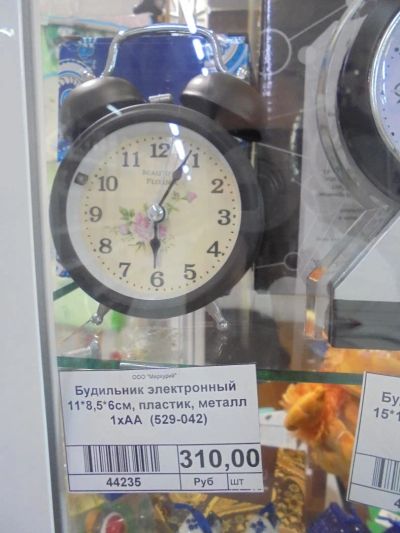 12
11
1
10
2
9
3
8
4
7
5
6
ООО "Меркурий"
Будильник электронный
11*8,5*6см, пластик, металл
1хАА (529-042)
310,00
44235
Руб
шт
Бу
15*1
4